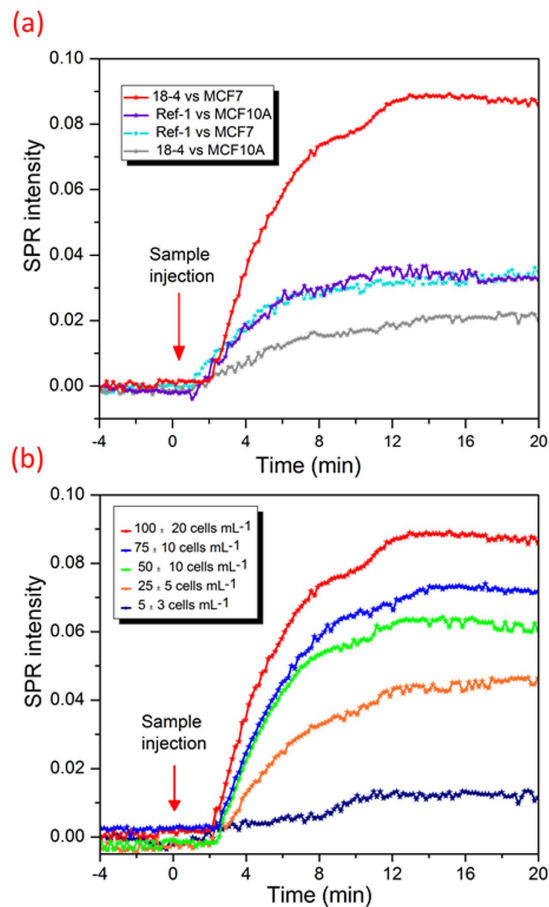 (a)
0.10
0.08
0.06
0.04
0.02
0.00
SPR intensity
18-4 vs MCF7
Ref-1 vs MCF10A
Ref-1 vs MCF7
18-4 vs MCF10A
Sample
injection
-4 0 4 8 12 16 20
Time (min)
(b)
0.10
0.08
0.06
0.04
0.02
0.00
SPR intensity
100 ± 20 cells mL⁻¹
75 ± 10 cells mL⁻¹
50 ± 10 cells mL⁻¹
25 ± 5 cells mL⁻¹
5 ± 3 cells mL⁻¹
Sample
injection
-4 0 4 8 12 16 20
Time (min)